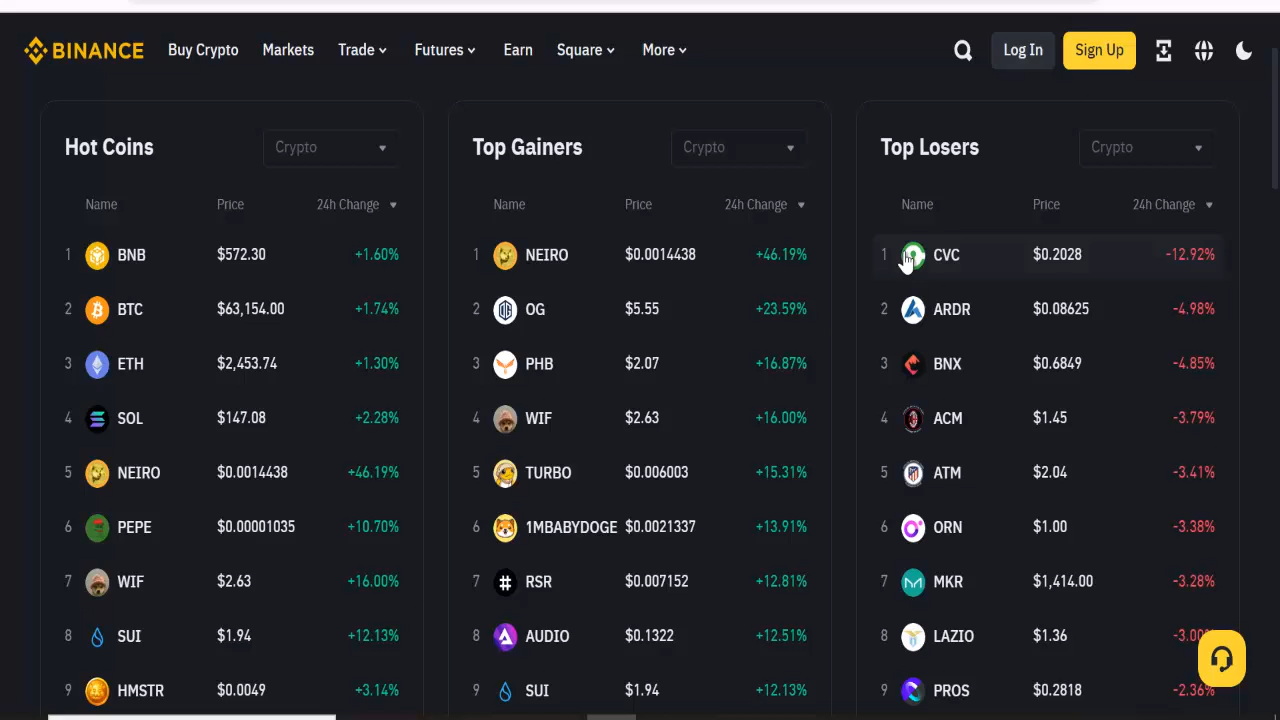 BINANCE Buy Crypto Markets Trade Futures Earn Square More Log In Sign Up
Hot Coins Crypto
Name Price 24h Change
1 BNB $572.30 +1.60%
2 BTC $63,154.00 +1.74%
3 ETH $2,453.74 +1.30%
4 SOL $147.08 +2.28%
5 NEIRO $0.0014438 +46.19%
6 PEPE $0.00001035 +10.70%
7 WIF $2.63 +16.00%
8 SUI $1.94 +12.13%
9 HMSTR $0.0049 +3.14%
Top Gainers Crypto
Name Price 24h Change
1 NEIRO $0.0014438 +46.19%
2 OG $5.55 +23.59%
3 PHB $2.07 +16.87%
4 WIF $2.63 +16.00%
5 TURBO $0.006003 +15.31%
6 1MBABYDOGE $0.0021337 +13.91%
7 RSR $0.007152 +12.81%
8 AUDIO $0.1322 +12.51%
9 SUI $1.94 +12.13%
Top Losers Crypto
Name Price 24h Change
1 CVC $0.2028 -12.92%
2 ARDR $0.08625 -4.98%
3 BNX $0.6849 -4.85%
4 ACM $1.45 -3.79%
5 ATM $2.04 -3.41%
6 ORN $1.00 -3.38%
7 MKR $1,414.00 -3.28%
8 LAZIO $1.36 -3.00%
9 PROS $0.2818 -2.36%